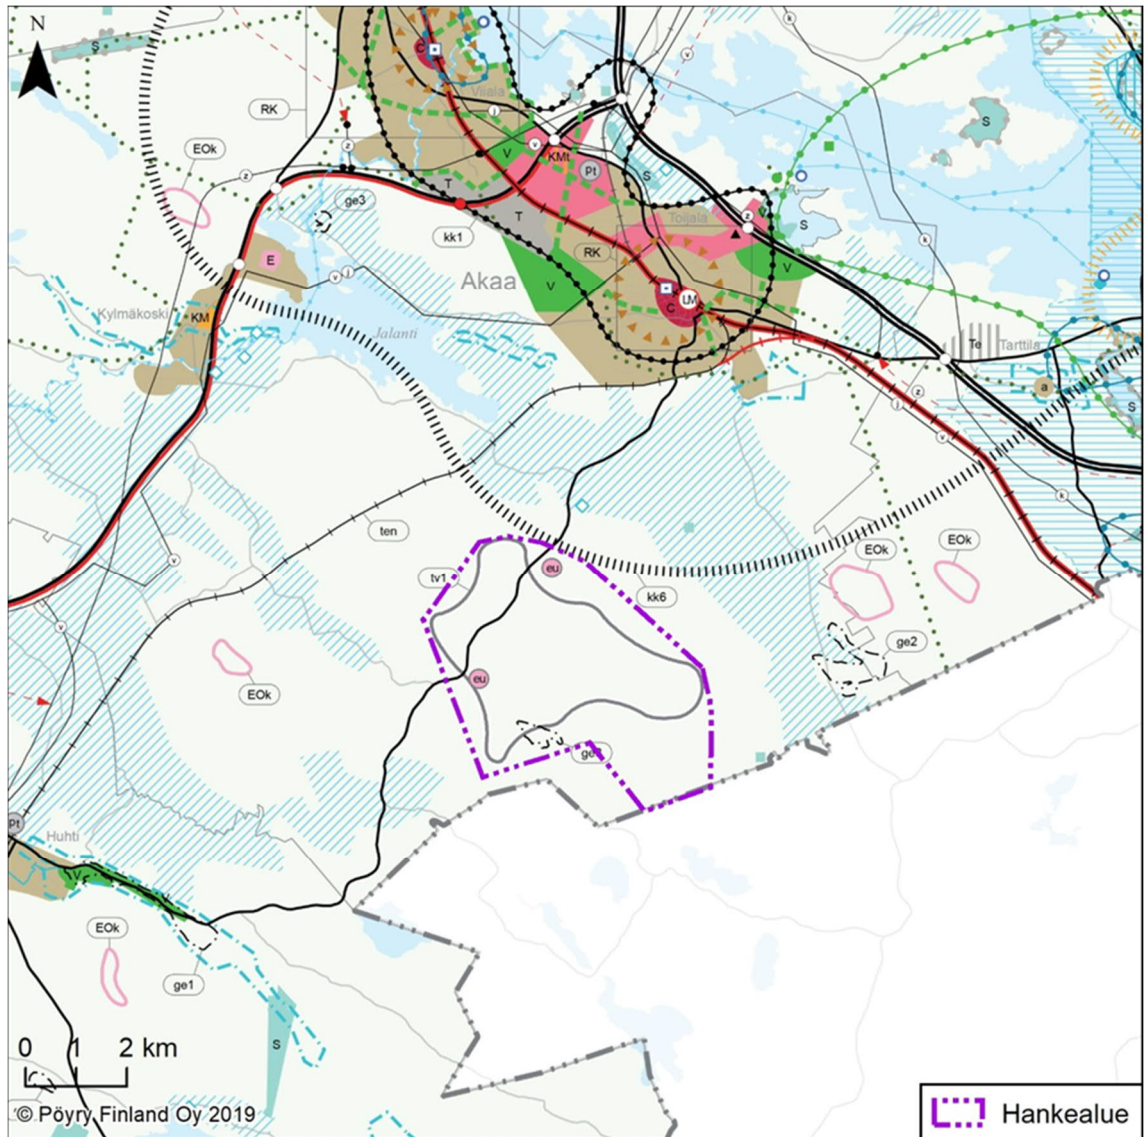 N
S
C
Viiala
RK
j
v
k
z
EOk
z
V
v
KMt
Pt
S
S
T
T
ge3
kk1
Toijala
z
V
S
RK
k
E
v
j
Akaa
V
V
LM
C
Kylmäkoski
KM
Jalanti
Te
Tarttila
a
S
z
j
v
k
ten
v
EOk
EOk
tv1
eu
kk6
v
ge2
EOk
eu
Pt
Huhti
V
EOk
ge1
S
0 1 2 km
© Pöyry Finland Oy 2019
Hankealue